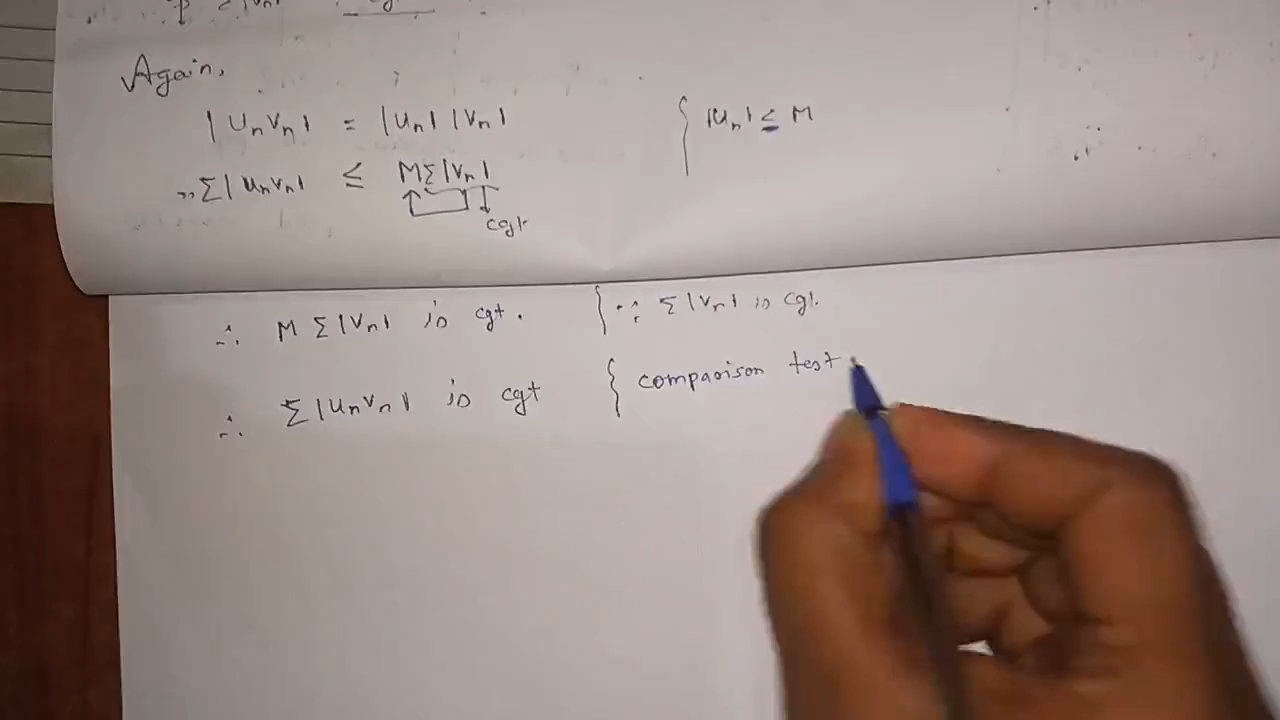 Again,
|UnVn| = |Un| |Vn| { |Un| ≤ M
,, Σ|UnVn| ≤ MΣ|Vn|
cgt
∴ M Σ|Vn| is cgt. { ∵ Σ|Vn| is cgt.
∴ Σ|UnVn| is cgt { comparison test